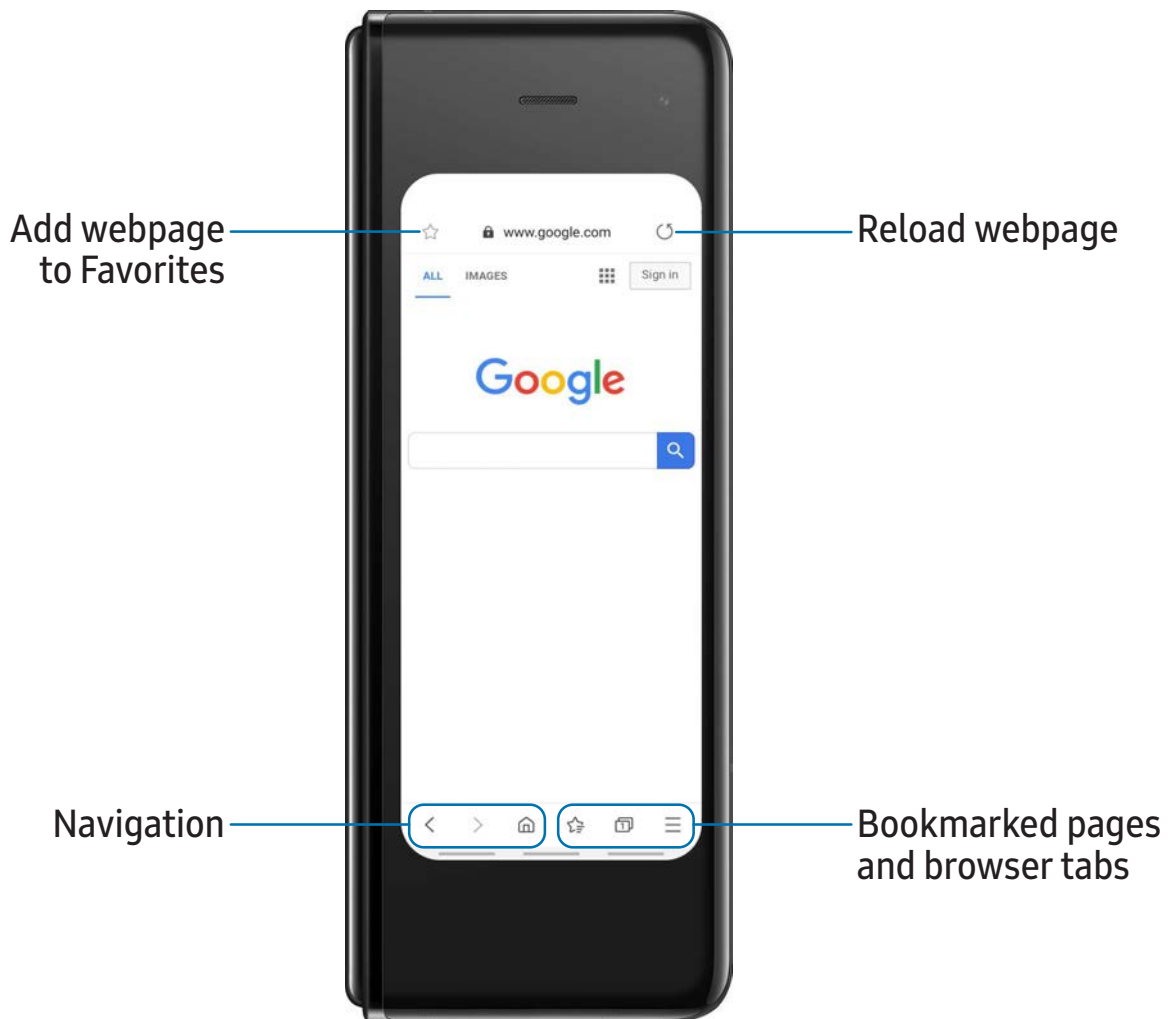 Add webpage
to Favorites
www.google.com
Reload webpage
ALL IMAGES Sign in
Google
Navigation
1
Bookmarked pages
and browser tabs